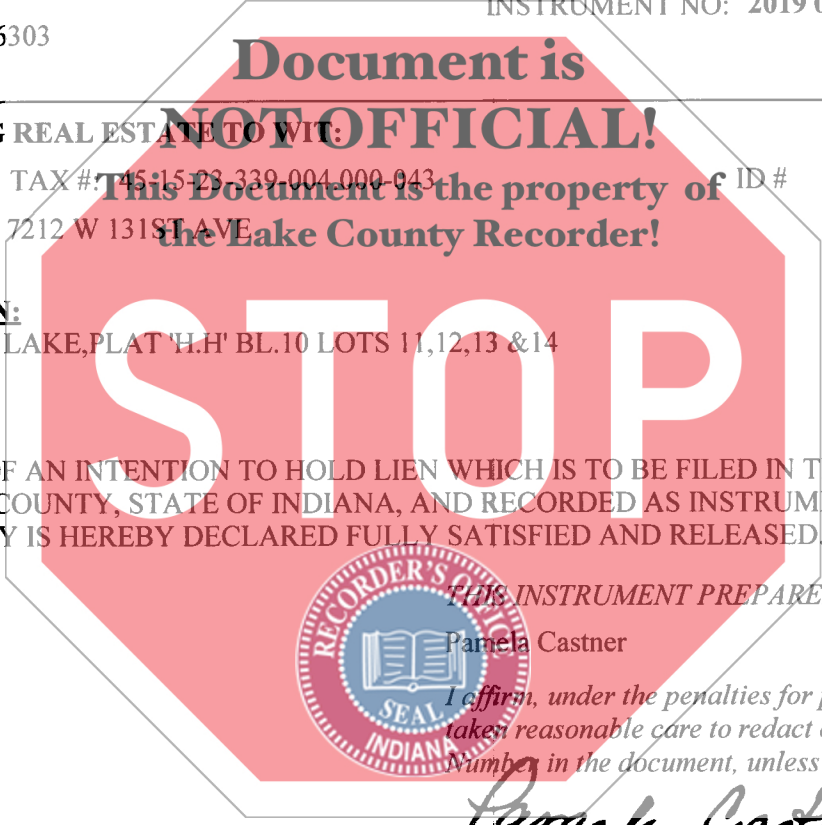 INSTRUMENT NO: 2019 0
6303
Document is
NOT OFFICIAL!
G REAL ESTATE TO WIT:
TAX #: 45-15-23-339-004.000-043 ID #
This Document is the property of
7212 W 131ST AVE
the Lake County Recorder!
N:
LAKE,PLAT 'H.H' BL.10 LOTS 11,12,13 &14
STOP
F AN INTENTION TO HOLD LIEN WHICH IS TO BE FILED IN T
COUNTY, STATE OF INDIANA, AND RECORDED AS INSTRUM
Y IS HEREBY DECLARED FULLY SATISFIED AND RELEASED.
RECORDER'S OFFICE
SEAL
INDIANA
THIS INSTRUMENT PREPARE
Pamela Castner
I affirm, under the penalties for p
taken reasonable care to redact
Number in the document, unless
Pamela Cast